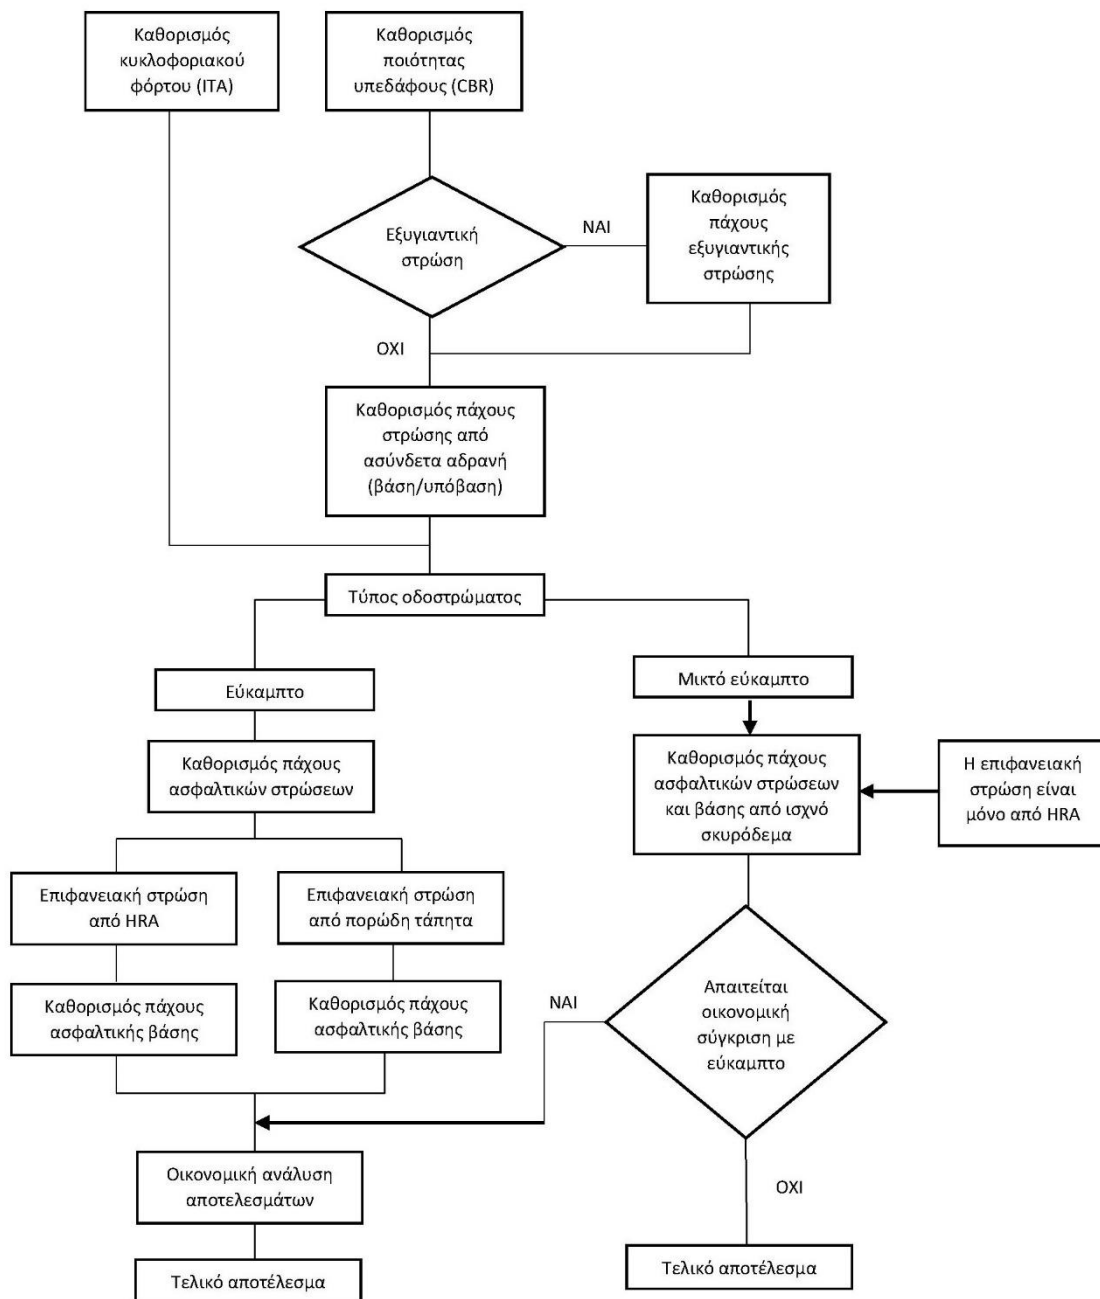 Καθορισμός
κυκλοφοριακού
φόρτου (ΙΤΑ)
Καθορισμός
ποιότητας
υπεδάφους (CBR)
Εξυγιαντική
στρώση
ΝΑΙ
Καθορισμός
πάχους
εξυγιαντικής
στρώσης
ΟΧΙ
Καθορισμός πάχους
στρώσης από
ασύνδετα αδρανή
(βάση/υπόβαση)
Τύπος οδοστρώματος
Εύκαμπτο
Μικτό εύκαμπτο
Καθορισμός πάχους
ασφαλτικών στρώσεων
Καθορισμός πάχους
ασφαλτικών στρώσεων
και βάσης από ισχνό
σκυρόδεμα
Η επιφανειακή
στρώση είναι
μόνο από HRA
Επιφανειακή στρώση
από HRA
Επιφανειακή στρώση
από πορώδη τάπητα
Καθορισμός πάχους
ασφαλτικής βάσης
Καθορισμός πάχους
ασφαλτικής βάσης
ΝΑΙ
Απαιτείται
οικονομική
σύγκριση με
εύκαμπτο
Οικονομική ανάλυση
αποτελεσμάτων
ΟΧΙ
Τελικό αποτέλεσμα
Τελικό αποτέλεσμα